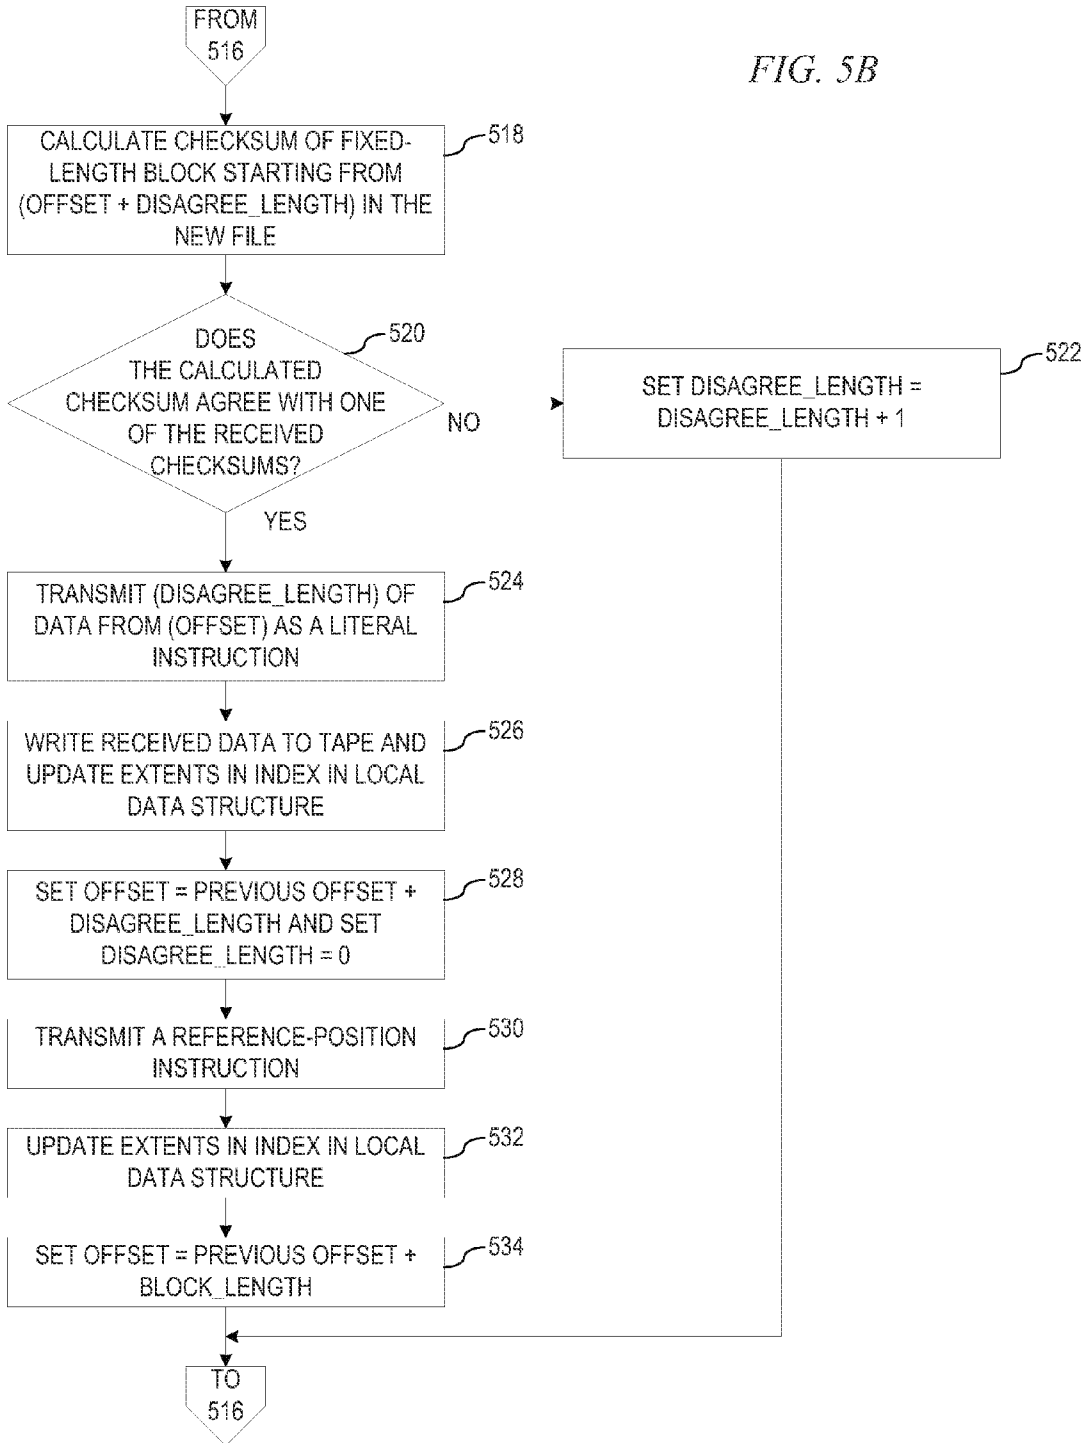 FROM
516
FIG. 5B
CALCULATE CHECKSUM OF FIXED-
LENGTH BLOCK STARTING FROM
(OFFSET + DISAGREE_LENGTH) IN THE
NEW FILE
518
DOES
THE CALCULATED
CHECKSUM AGREE WITH ONE
OF THE RECEIVED
CHECKSUMS?
520
NO
SET DISAGREE_LENGTH =
DISAGREE_LENGTH + 1
522
YES
TRANSMIT (DISAGREE_LENGTH) OF
DATA FROM (OFFSET) AS A LITERAL
INSTRUCTION
524
WRITE RECEIVED DATA TO TAPE AND
UPDATE EXTENTS IN INDEX IN LOCAL
DATA STRUCTURE
526
SET OFFSET = PREVIOUS OFFSET +
DISAGREE_LENGTH AND SET
DISAGREE_LENGTH = 0
528
TRANSMIT A REFERENCE-POSITION
INSTRUCTION
530
UPDATE EXTENTS IN INDEX IN LOCAL
DATA STRUCTURE
532
SET OFFSET = PREVIOUS OFFSET +
BLOCK_LENGTH
534
TO
516